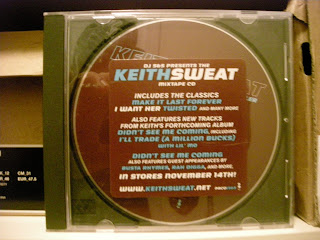 DJ S&S PRESENTS THE
KEITH SWEAT
MIXTAPE CD
INCLUDES THE CLASSICS
MAKE IT LAST FOREVER
I WANT HER TWISTED AND MANY MORE
ALSO FEATURES NEW TRACKS
FROM KEITH'S FORTHCOMING ALBUM
DIDN'T SEE ME COMING, INCLUDING
I'LL TRADE (A MILLION BUCKS)
WITH LIL' MO
DIDN'T SEE ME COMING
ALSO FEATURES GUEST APPEARANCES BY
BUSTA RHYMES, RAH DIGGA, AND MORE.
IN STORES NOVEMBER 14TH!
WWW.KEITHSWEAT.NET